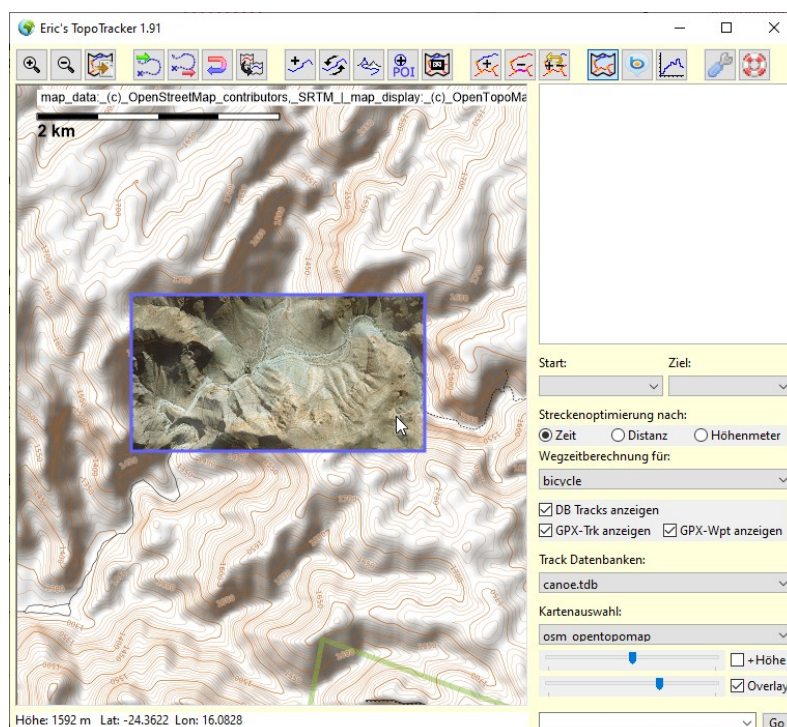 Eric's TopoTracker 1.91
POI
map_data:_(c)_OpenStreetMap_contributors,_SRTM_|_map_display:_(c)_OpenTopoMa
2 km
Start:
Ziel:
Streckenoptimierung nach:
Zeit
Distanz
Höhenmeter
Wegzeitberechnung für:
bicycle
DB Tracks anzeigen
GPX-Trk anzeigen
GPX-Wpt anzeigen
Track Datenbanken:
canoe.tdb
Kartenauswahl:
osm_opentopomap
+Höhe
Overlay
Go
Höhe: 1592 m Lat: -24.3622 Lon: 16.0828